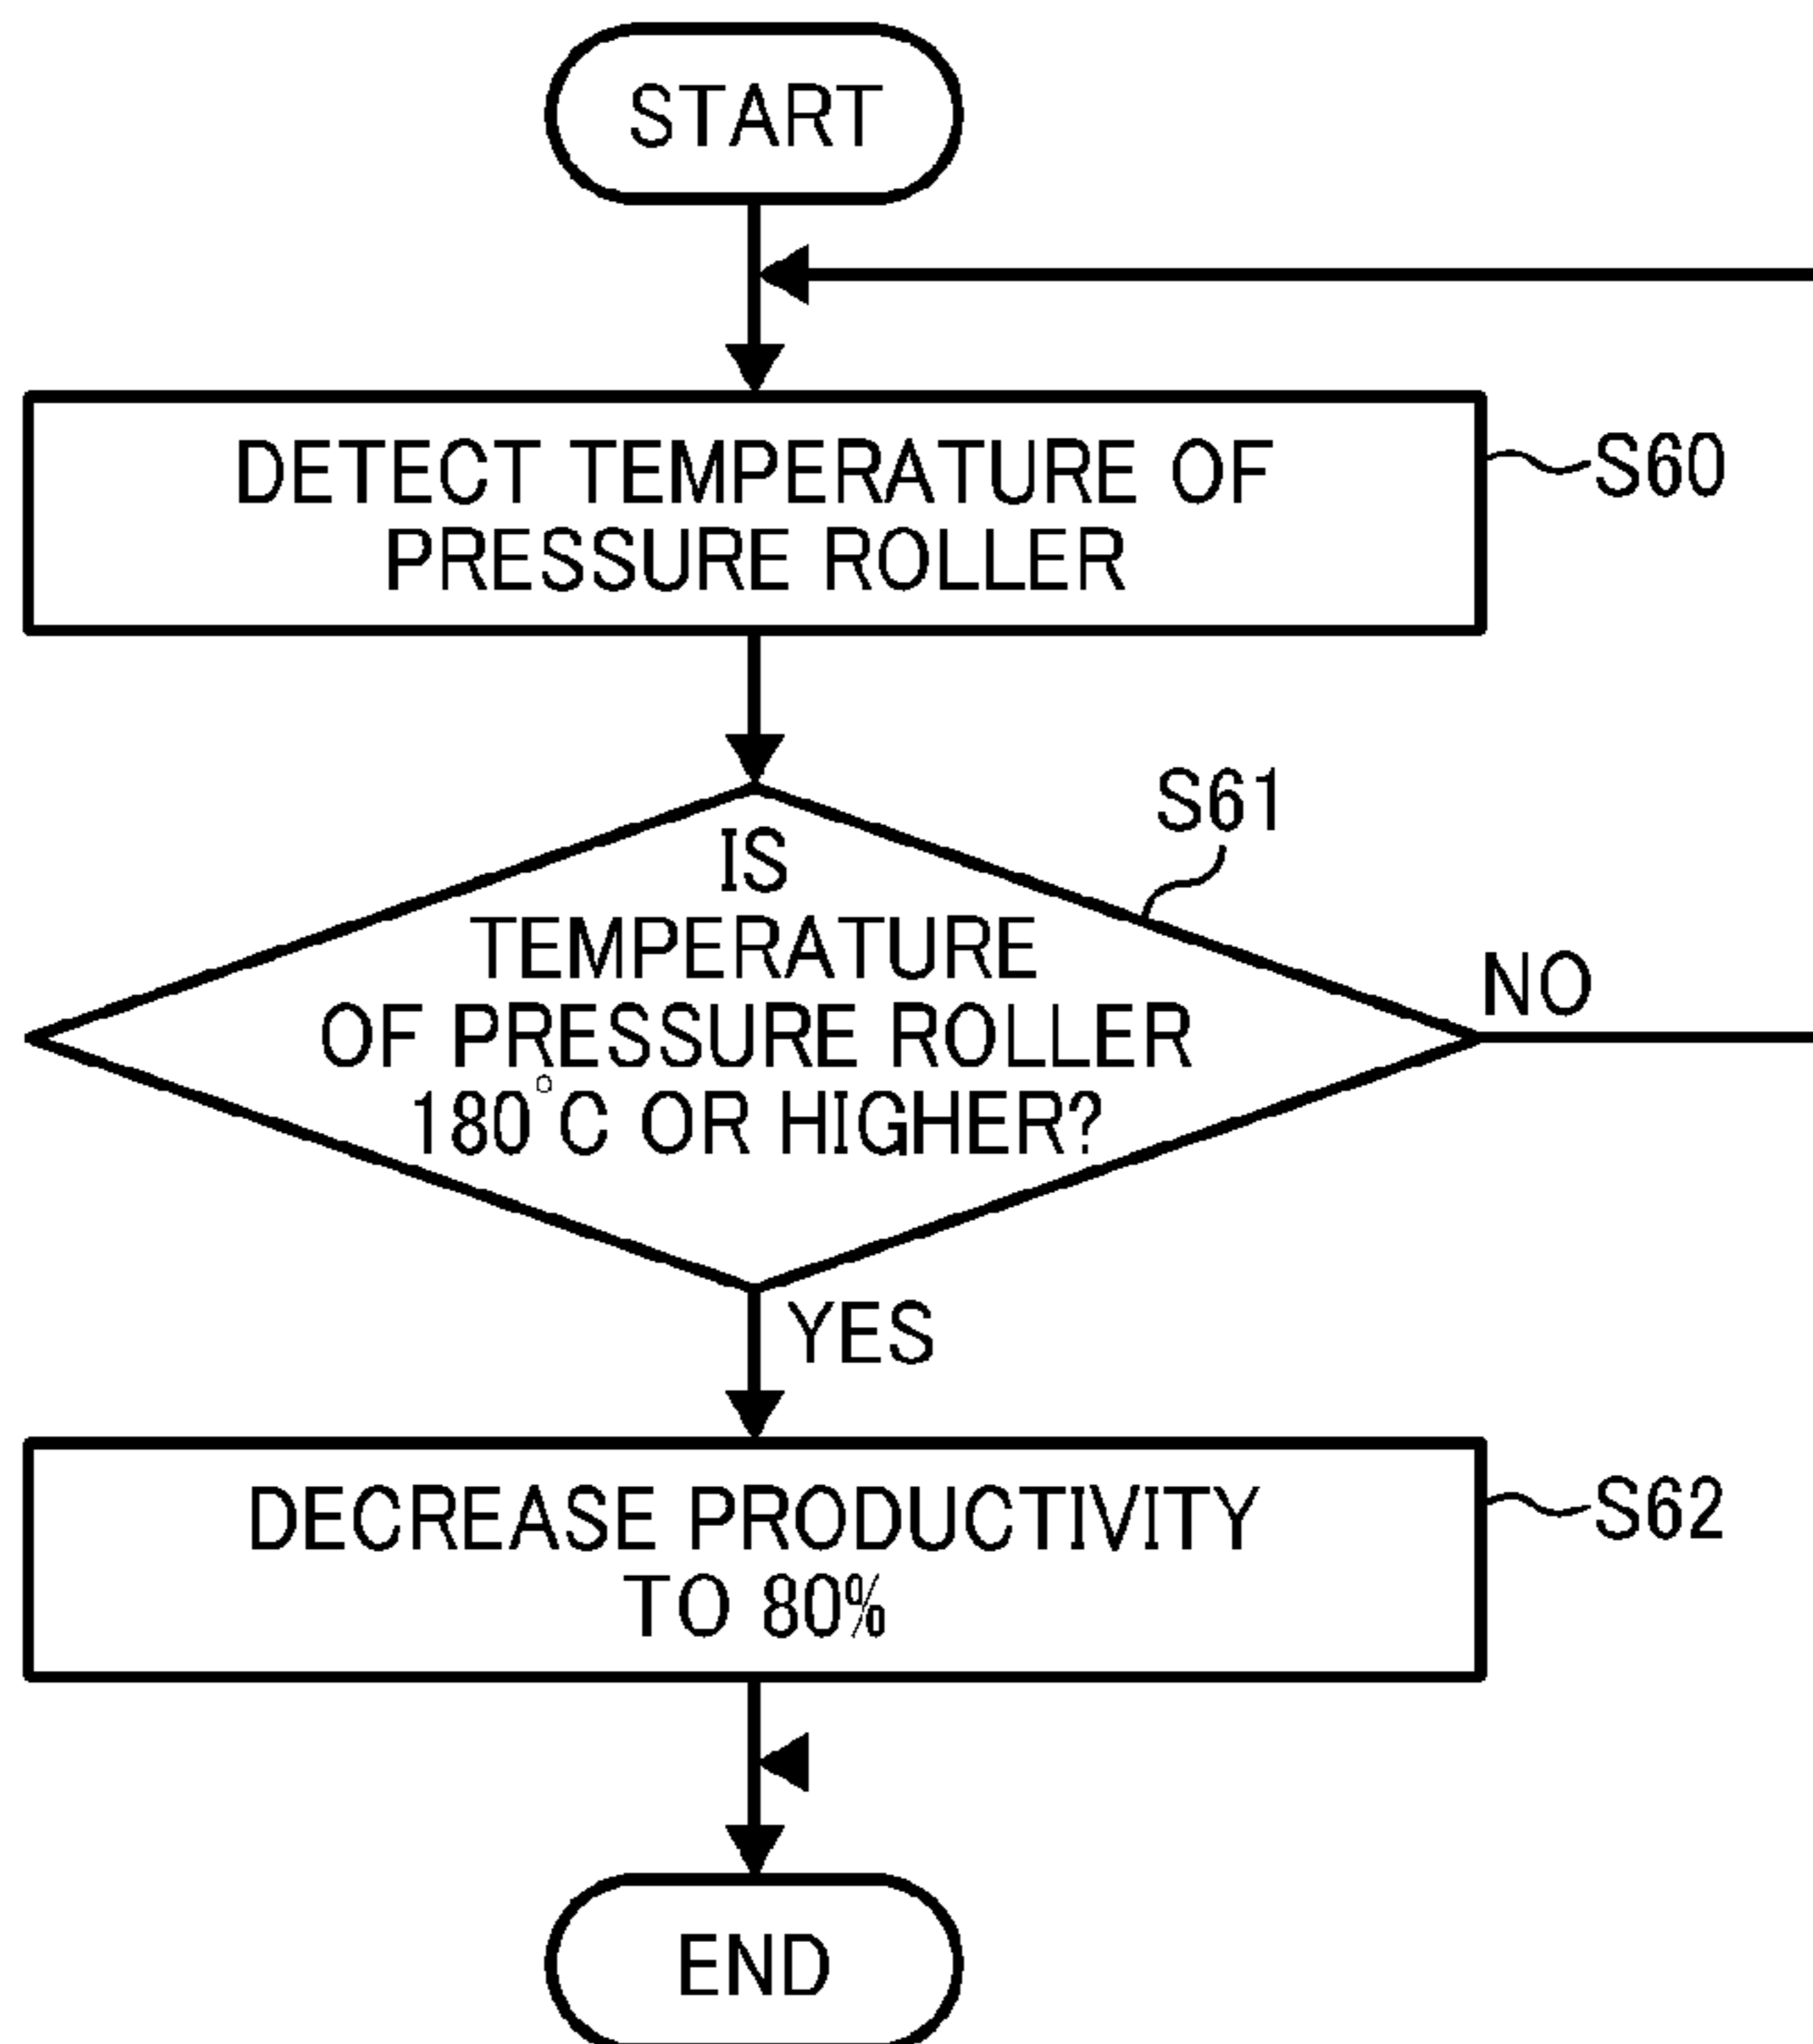 START
DETECT TEMPERATURE OF
PRESSURE ROLLER
S60
S61
IS
TEMPERATURE
OF PRESSURE ROLLER
180°C OR HIGHER?
NO
YES
DECREASE PRODUCTIVITY
TO 80%
S62
END